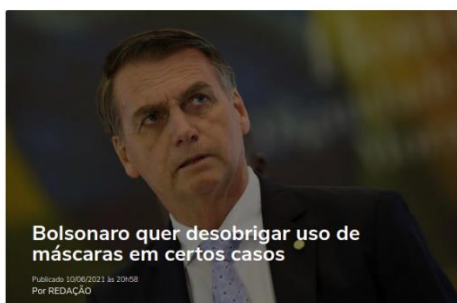 Bolsonaro quer desobrigar uso de
máscaras em certos casos
Publicado 10/06/2021 às 20h58
Por REDAÇÃO